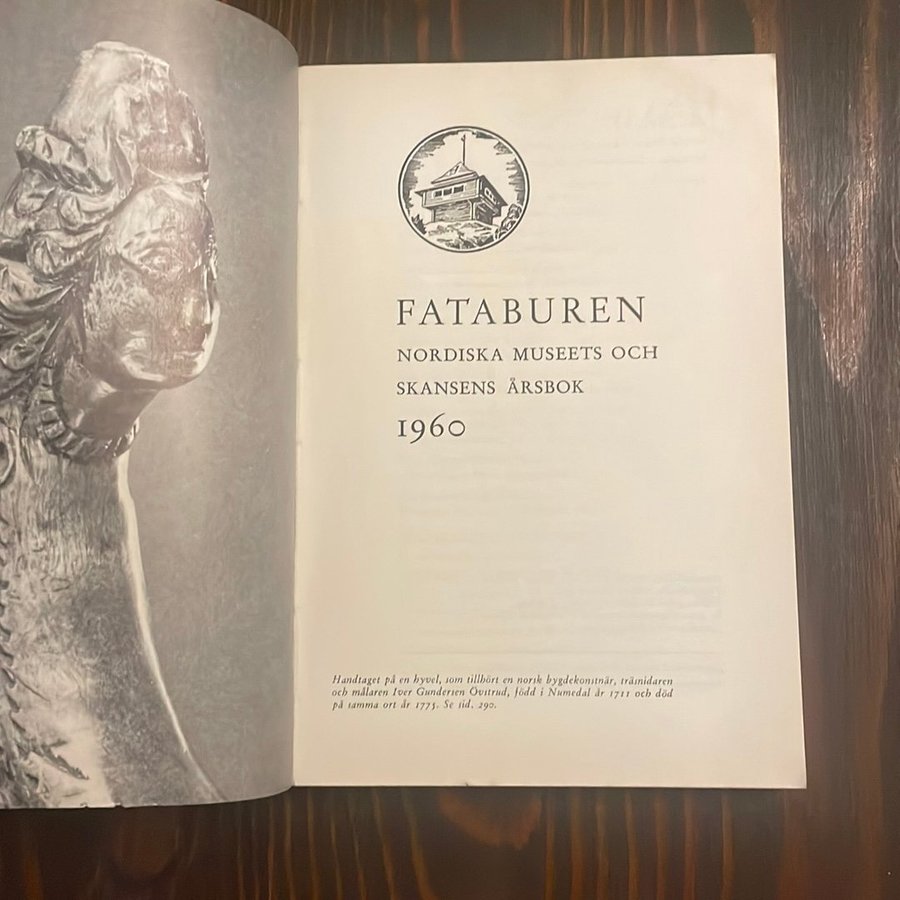 FATABUREN
NORDISKA MUSEETS OCH
SKANSENS ÅRSBOK
1960
Handtaget på en hyvel, som tillhört en norsk bygdekonstnär, träsnidaren
och målaren Iver Gundersen Övstrud, född i Numedal år 1711 och död
på samma ort år 1775. Se sid. 290.